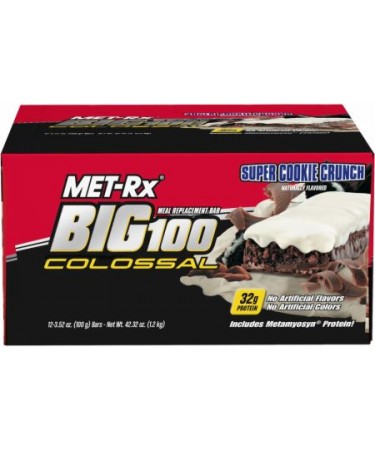 SUPER COOKIE CRUNCH
NATURALLY FLAVORED
MET-Rx®
MEAL REPLACEMENT BAR
BIG100
COLOSSAL
32g
PROTEIN
No Artificial Flavors
No Artificial Colors
Includes Metamyosyn® Protein!
12-3.52 oz. (100 g) Bars - Net Wt. 42.32 oz. (1.2 kg)